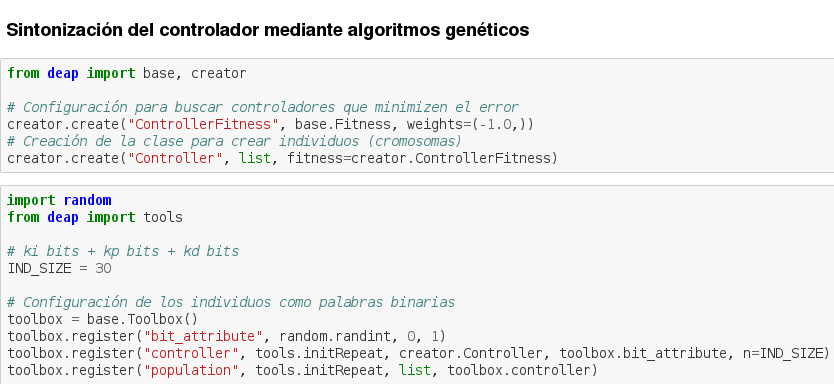 Sintonización del controlador mediante algoritmos genéticos
from deap import base, creator
# Configuración para buscar controladores que minimizen el error
creator.create("ControllerFitness", base.Fitness, weights=(-1.0,))
# Creación de la clase para crear individuos (cromosomas)
creator.create("Controller", list, fitness=creator.ControllerFitness)
import random
from deap import tools
# ki bits + kp bits + kd bits
IND_SIZE = 30
# Configuración de los individuos como palabras binarias
toolbox = base.Toolbox()
toolbox.register("bit_attribute", random.randint, 0, 1)
toolbox.register("controller", tools.initRepeat, creator.Controller, toolbox.bit_attribute, n=IND_SIZE)
toolbox.register("population", tools.initRepeat, list, toolbox.controller)